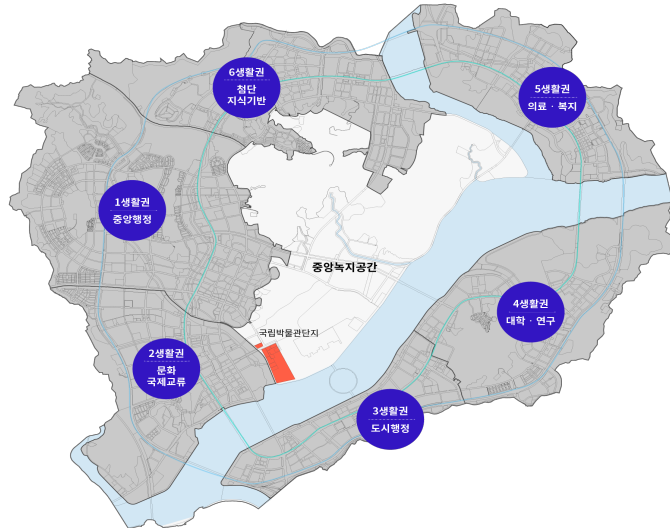 6생활권
첨단
지식기반
5생활권
의료 · 복지
1생활권
중앙행정
중앙녹지공간
4생활권
대학 · 연구
국립박물관단지
2생활권
문화
국제교류
3생활권
도시행정